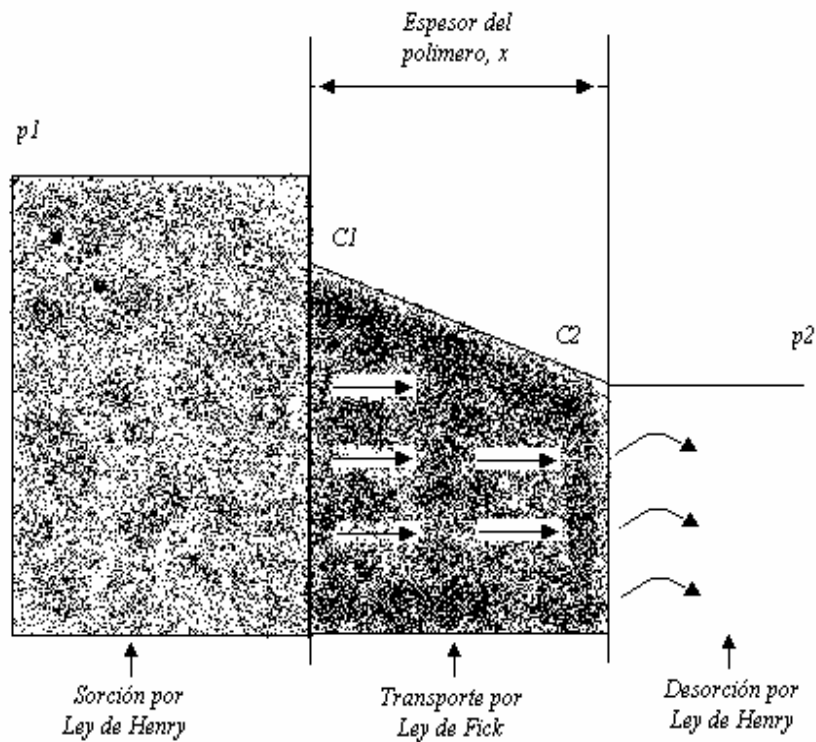 Espesor del
polímero, x
p1
C1
C2
p2
Sorción por
Ley de Henry
Transporte por
Ley de Fick
Desorción por
Ley de Henry